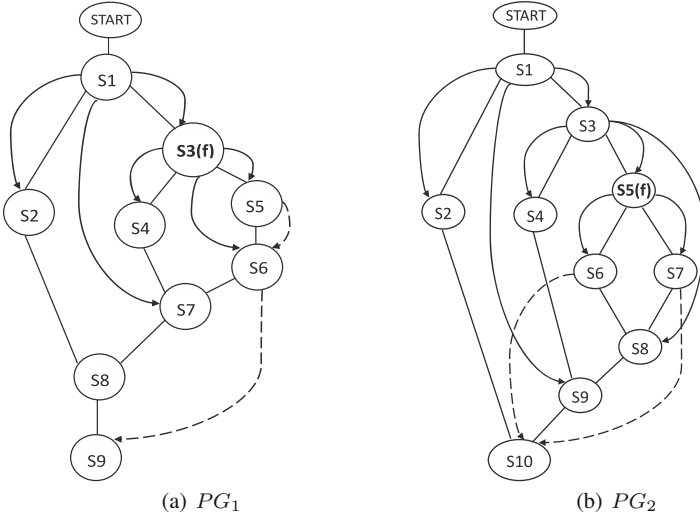 START
S1
S3(f)
S2
S4
S5
S6
S7
S8
S9
(a) PG1
START
S1
S3
S5(f)
S2
S4
S6
S7
S8
S9
S10
(b) PG2